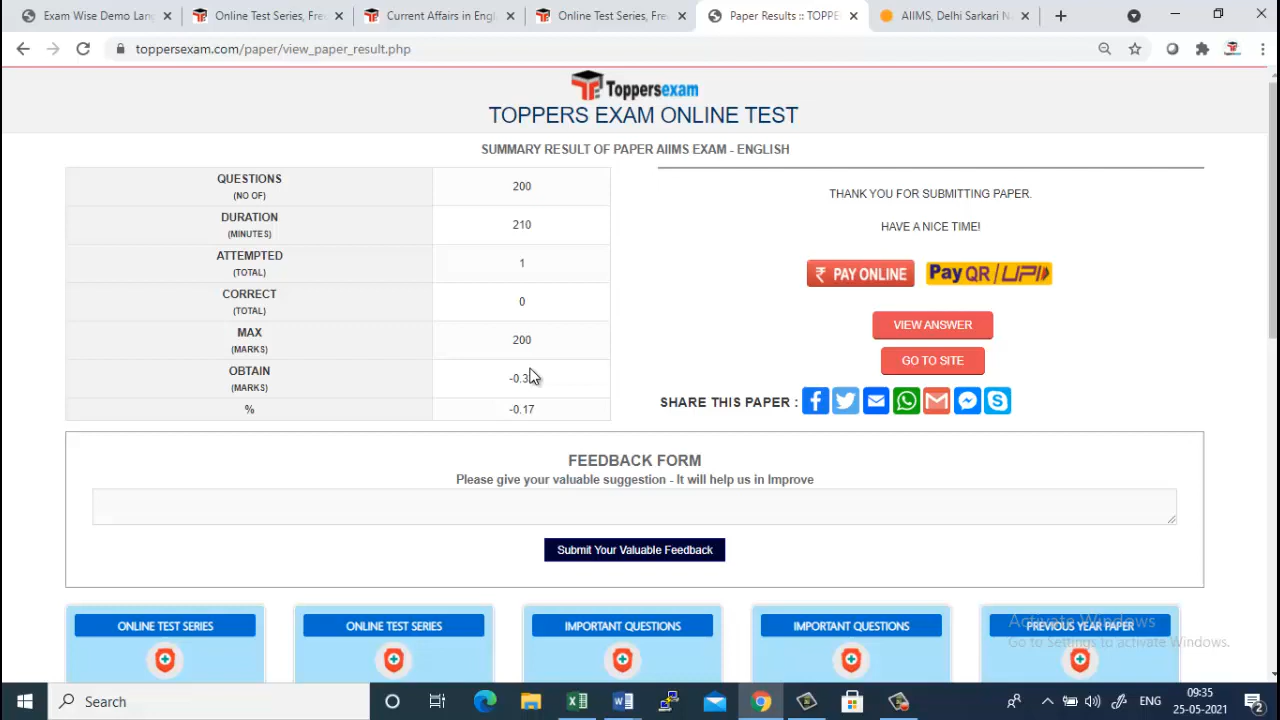 Exam Wise Demo Lang
Online Test Series, Free
Current Affairs in Engl
Online Test Series, Free
Paper Results :: TOPPE
AIIMS, Delhi Sarkari Na
toppersexam.com/paper/view_paper_result.php
Toppersexam
TOPPERS EXAM ONLINE TEST
SUMMARY RESULT OF PAPER AIIMS EXAM - ENGLISH
QUESTIONS
(NO OF)
200
DURATION
(MINUTES)
210
ATTEMPTED
(TOTAL)
1
CORRECT
(TOTAL)
0
MAX
(MARKS)
200
OBTAIN
(MARKS)
%
-0.17
THANK YOU FOR SUBMITTING PAPER.
HAVE A NICE TIME!
₹ PAY ONLINE
Pay QR / UPI
VIEW ANSWER
GO TO SITE
SHARE THIS PAPER :
FEEDBACK FORM
Please give your valuable suggestion - It will help us in Improve
Submit Your Valuable Feedback
ONLINE TEST SERIES
ONLINE TEST SERIES
IMPORTANT QUESTIONS
IMPORTANT QUESTIONS
PREVIOUS YEAR PAPER
Activate Windows
Go to Settings to activate Windows.
Search
ENG
09:35
25-05-2021
2